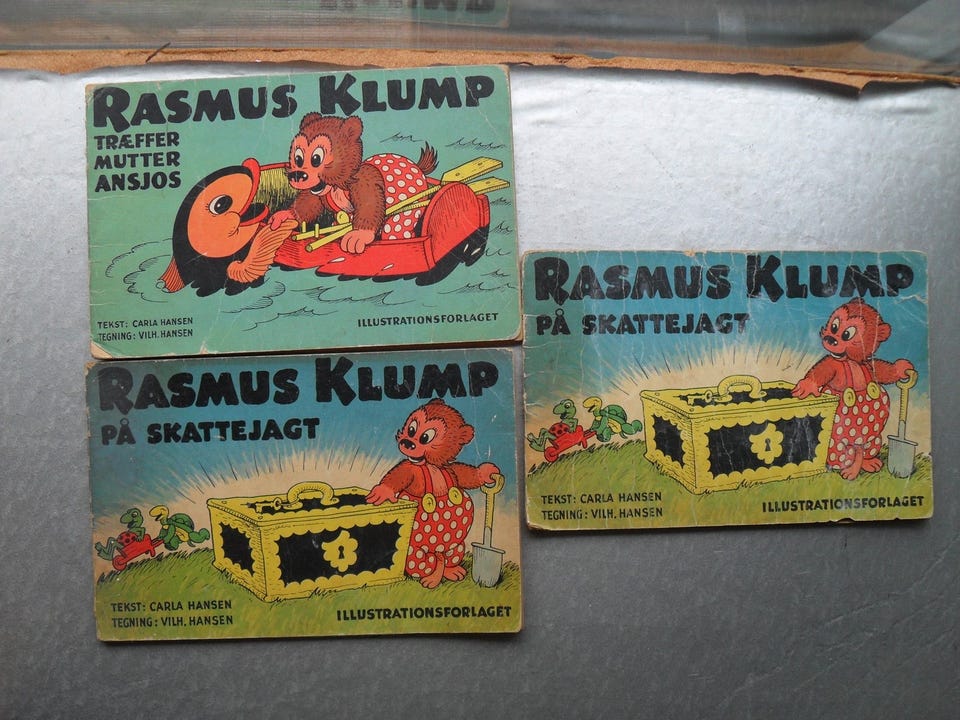 RASMUS KLUMP
TRÆFFER
MUTTER
ANSJOS
TEKST: CARLA HANSEN
TEGNING: VILH. HANSEN
ILLUSTRATIONSFORLAGET
RASMUS KLUMP
PÅ SKATTEJAGT
TEKST: CARLA HANSEN
TEGNING: VILH. HANSEN
ILLUSTRATIONSFORLAGET
RASMUS KLUMP
PÅ SKATTEJAGT
TEKST: CARLA HANSEN
TEGNING: VILH. HANSEN
ILLUSTRATIONSFORLAGET